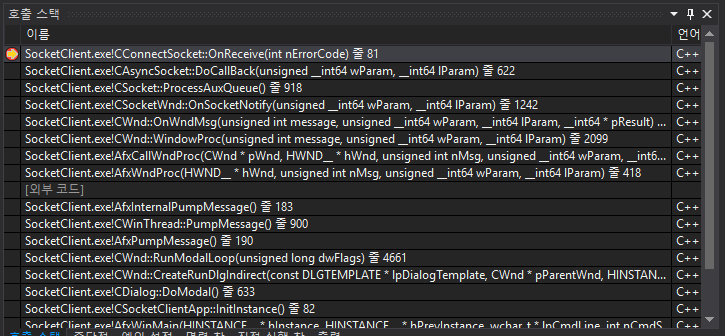 호출 스택
이름 언어
SocketClient.exe!CConnectSocket::OnReceive(int nErrorCode) 줄 81 C++
SocketClient.exe!CAsyncSocket::DoCallBack(unsigned __int64 wParam, __int64 lParam) 줄 622 C++
SocketClient.exe!CSocket::ProcessAuxQueue() 줄 918 C++
SocketClient.exe!CSocketWnd::OnSocketNotify(unsigned __int64 wParam, __int64 lParam) 줄 1242 C++
SocketClient.exe!CWnd::OnWndMsg(unsigned int message, unsigned __int64 wParam, __int64 lParam, __int64 * pResult) ... C++
SocketClient.exe!CWnd::WindowProc(unsigned int message, unsigned __int64 wParam, __int64 lParam) 줄 2099 C++
SocketClient.exe!AfxCallWndProc(CWnd * pWnd, HWND__ * hWnd, unsigned int nMsg, unsigned __int64 wParam, __int6... C++
SocketClient.exe!AfxWndProc(HWND__ * hWnd, unsigned int nMsg, unsigned __int64 wParam, __int64 lParam) 줄 418 C++
[외부 코드]
SocketClient.exe!AfxInternalPumpMessage() 줄 183 C++
SocketClient.exe!CWinThread::PumpMessage() 줄 900 C++
SocketClient.exe!AfxPumpMessage() 줄 190 C++
SocketClient.exe!CWnd::RunModalLoop(unsigned long dwFlags) 줄 4661 C++
SocketClient.exe!CWnd::CreateRunDlgIndirect(const DLGTEMPLATE * lpDialogTemplate, CWnd * pParentWnd, HINSTAN... C++
SocketClient.exe!CDialog::DoModal() 줄 633 C++
SocketClient.exe!CSocketClientApp::InitInstance() 줄 82 C++
SocketClient.exe!AfxWinMain(HINSTANCE__ * hInstance, HINSTANCE__ * hPrevInstance, wchar_t * lpCmdLine, int nCmdS... C++
호출 스택